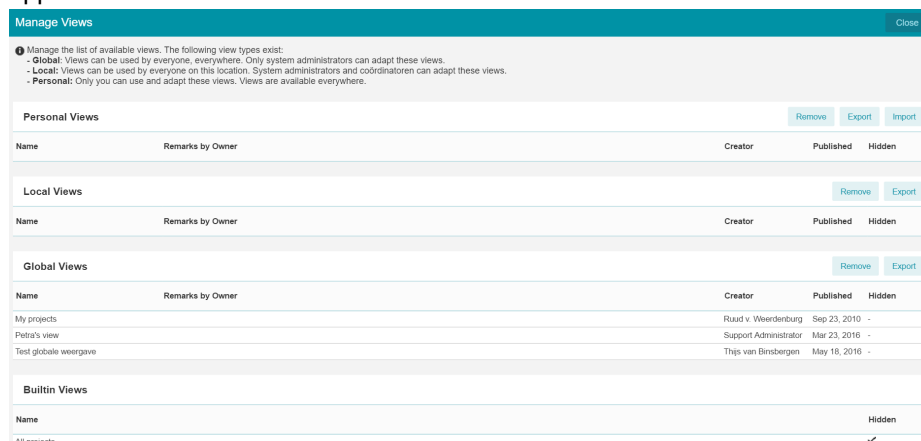 Manage Views
Close
Manage the list of available views. The following view types exist:
- Global: Views can be used by everyone, everywhere. Only system administrators can adapt these views.
- Local: Views can be used by everyone on this location. System administrators and coördinatoren can adapt these views.
- Personal: Only you can use and adapt these views. Views are available everywhere.
Personal Views
Remove Export Import
Name Remarks by Owner Creator Published Hidden
Local Views
Remove Export
Name Remarks by Owner Creator Published Hidden
Global Views
Remove Export
Name Remarks by Owner Creator Published Hidden
My projects Ruud v. Weerdenburg Sep 23, 2010 -
Petra's view Support Administrator Mar 23, 2016 -
Test globale weergave Thijs van Binsbergen May 18, 2016 -
Builtin Views
Name Hidden
All projects